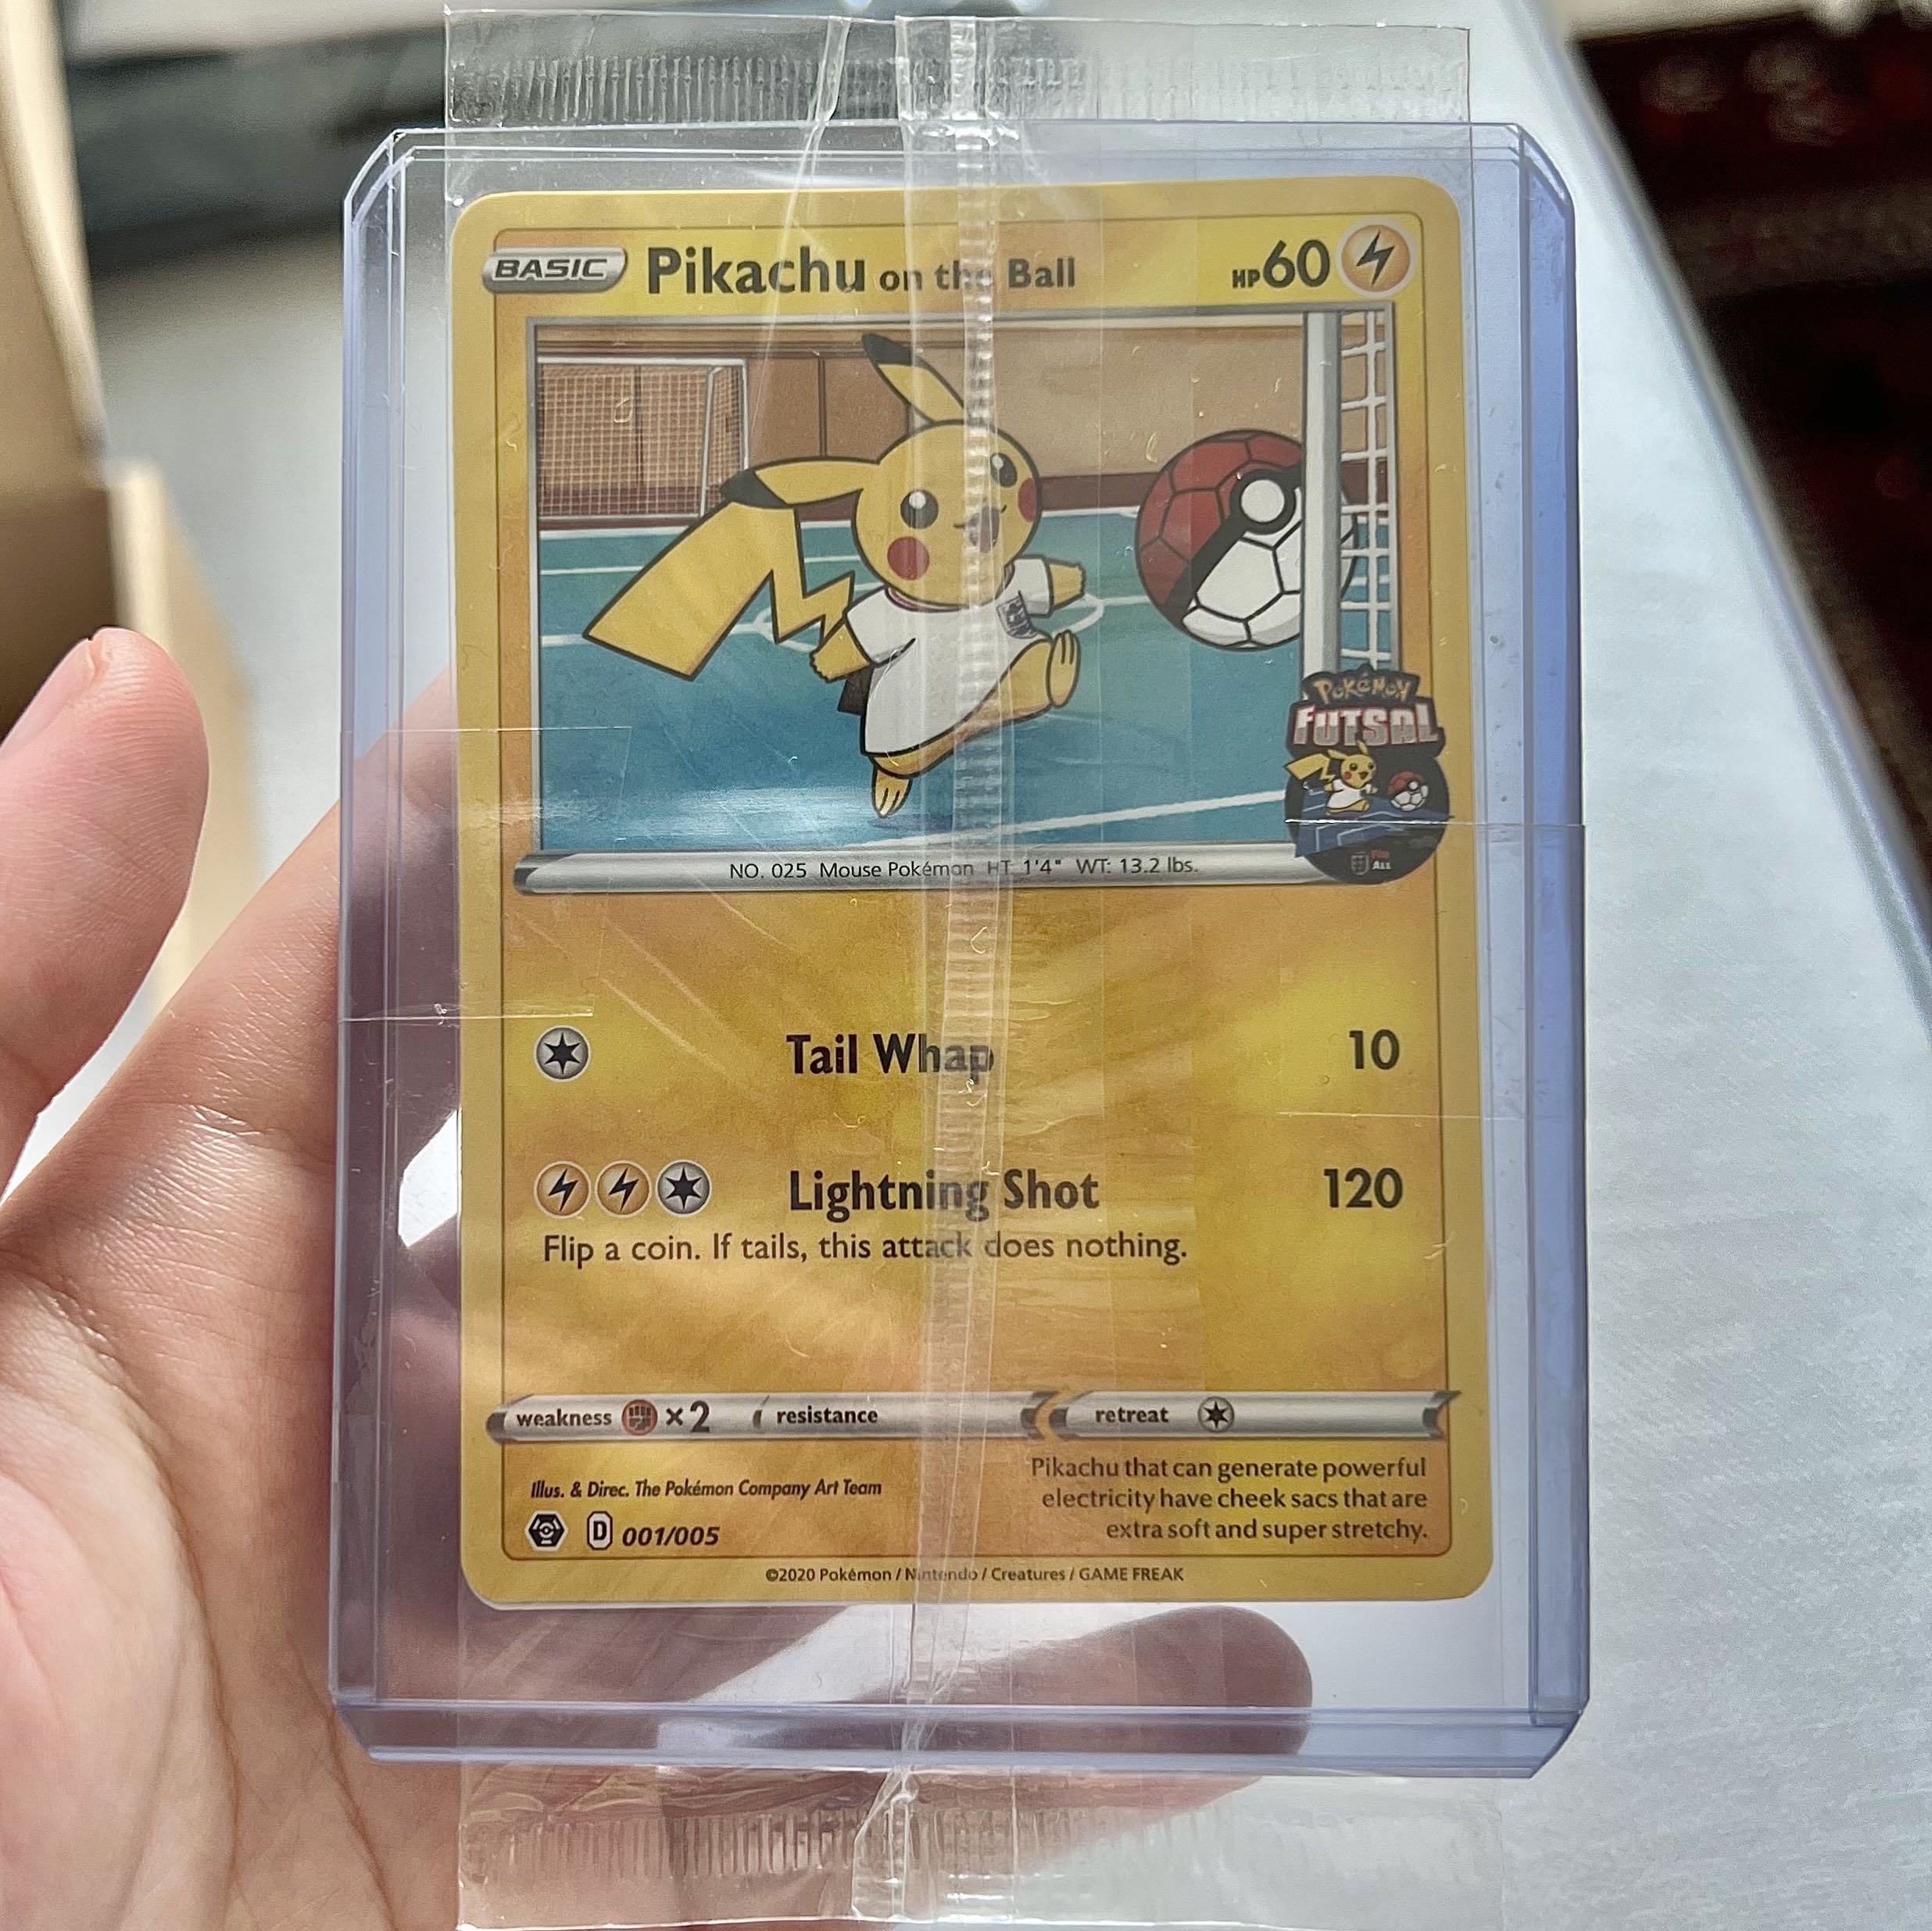 BASIC Pikachu on the Ball HP 60
POKéMON
FUTSAL
NO. 025 Mouse Pokémon HT: 1'4" WT: 13.2 lbs.
ALL
Tail Whap 10
Lightning Shot 120
Flip a coin. If tails, this attack does nothing.
weakness ×2 resistance retreat
Illus. & Direc. The Pokémon Company Art Team
D 001/005
Pikachu that can generate powerful
electricity have cheek sacs that are
extra soft and super stretchy.
©2020 Pokémon / Nintendo / Creatures / GAME FREAK